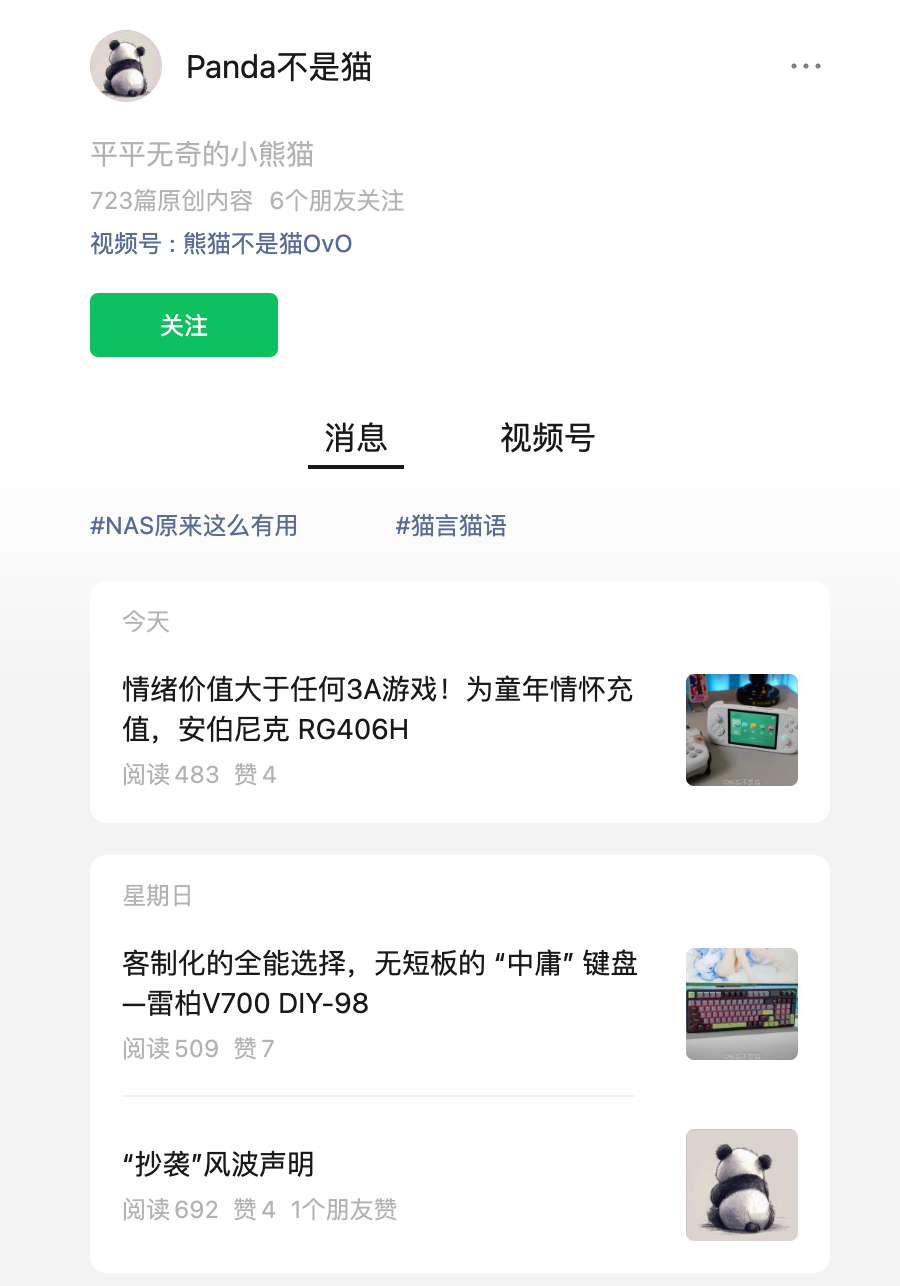 Panda不是猫
平平无奇的小熊猫
723篇原创内容 6个朋友关注
视频号 : 熊猫不是猫OvO
关注
消息
视频号
#NAS原来这么有用
#猫言猫语
今天
情绪价值大于任何3A游戏！为童年情怀充
值，安伯尼克 RG406H
阅读 483 赞 4
星期日
客制化的全能选择，无短板的 “中庸” 键盘
—雷柏V700 DIY-98
阅读 509 赞 7
“抄袭”风波声明
阅读 692 赞 4 1个朋友赞